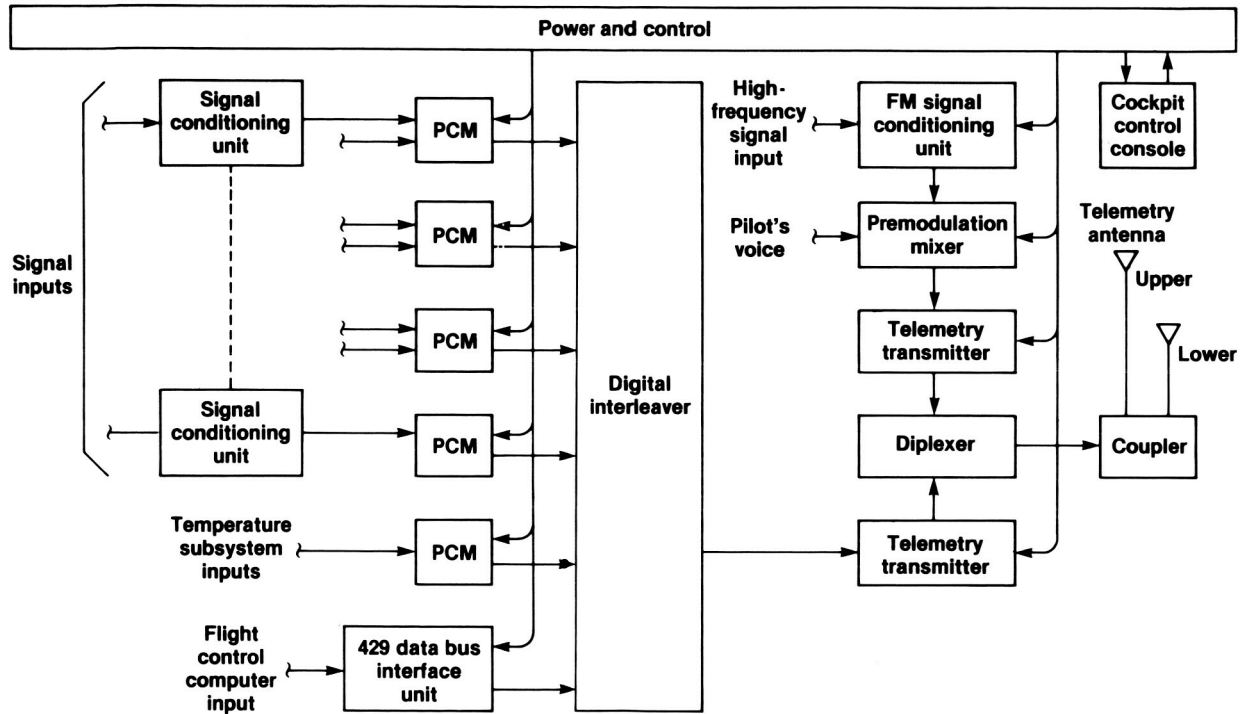 Power and control
Signal
conditioning
unit
PCM
PCM
PCM
Signal
conditioning
unit
PCM
Signal
inputs
Temperature
subsystem
inputs
PCM
Flight
control
computer
input
429 data bus
interface
unit
Digital
interleaver
High-
frequency
signal
input
FM signal
conditioning
unit
Cockpit
control
console
Pilot's
voice
Premodulation
mixer
Telemetry
antenna
Upper
Lower
Telemetry
transmitter
Diplexer
Coupler
Telemetry
transmitter